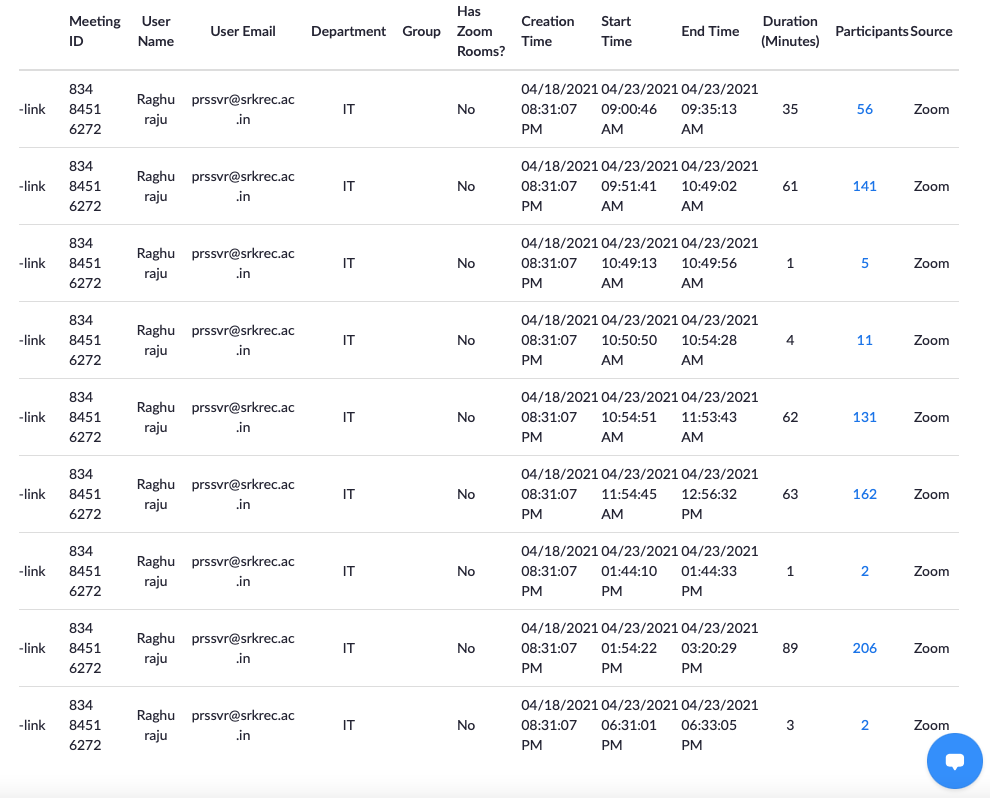 Meeting ID User Name User Email Department Group Has Zoom Rooms? Creation Time Start Time End Time Duration (Minutes) Participants Source
-link 834 8451 6272 Raghu raju prssvr@srkrec.ac.in IT No 04/18/2021 08:31:07 PM 04/23/2021 09:00:46 AM 04/23/2021 09:35:13 AM 35 56 Zoom
-link 834 8451 6272 Raghu raju prssvr@srkrec.ac.in IT No 04/18/2021 08:31:07 PM 04/23/2021 09:51:41 AM 04/23/2021 10:49:02 AM 61 141 Zoom
-link 834 8451 6272 Raghu raju prssvr@srkrec.ac.in IT No 04/18/2021 08:31:07 PM 04/23/2021 10:49:13 AM 04/23/2021 10:49:56 AM 1 5 Zoom
-link 834 8451 6272 Raghu raju prssvr@srkrec.ac.in IT No 04/18/2021 08:31:07 PM 04/23/2021 10:50:50 AM 04/23/2021 10:54:28 AM 4 11 Zoom
-link 834 8451 6272 Raghu raju prssvr@srkrec.ac.in IT No 04/18/2021 08:31:07 PM 04/23/2021 10:54:51 AM 04/23/2021 11:53:43 AM 62 131 Zoom
-link 834 8451 6272 Raghu raju prssvr@srkrec.ac.in IT No 04/18/2021 08:31:07 PM 04/23/2021 11:54:45 AM 04/23/2021 12:56:32 PM 63 162 Zoom
-link 834 8451 6272 Raghu raju prssvr@srkrec.ac.in IT No 04/18/2021 08:31:07 PM 04/23/2021 01:44:10 PM 04/23/2021 01:44:33 PM 1 2 Zoom
-link 834 8451 6272 Raghu raju prssvr@srkrec.ac.in IT No 04/18/2021 08:31:07 PM 04/23/2021 01:54:22 PM 04/23/2021 03:20:29 PM 89 206 Zoom
-link 834 8451 6272 Raghu raju prssvr@srkrec.ac.in IT No 04/18/2021 08:31:07 PM 04/23/2021 06:31:01 PM 04/23/2021 06:33:05 PM 3 2 Zoom